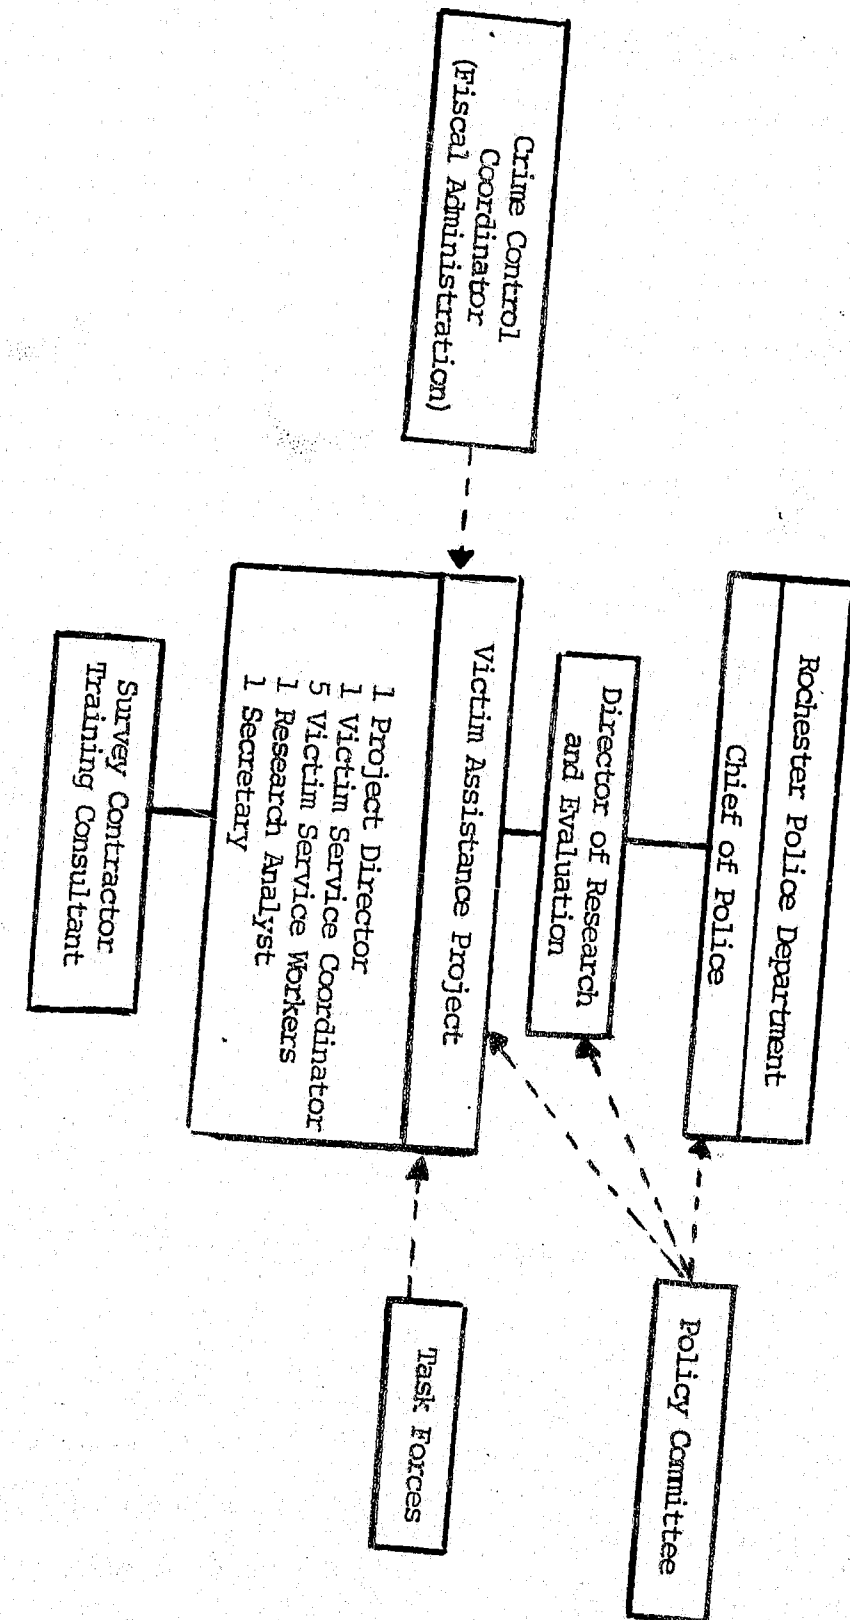 Rochester Police Department
Chief of Police
Policy Committee
Director of Research
and Evaluation
Crime Control
Coordinator
(Fiscal Administration)
Victim Assistance Project
1 Project Director
1 Victim Service Coordinator
5 Victim Service Workers
1 Research Analyst
1 Secretary
Task Forces
Survey Contractor
Training Consultant